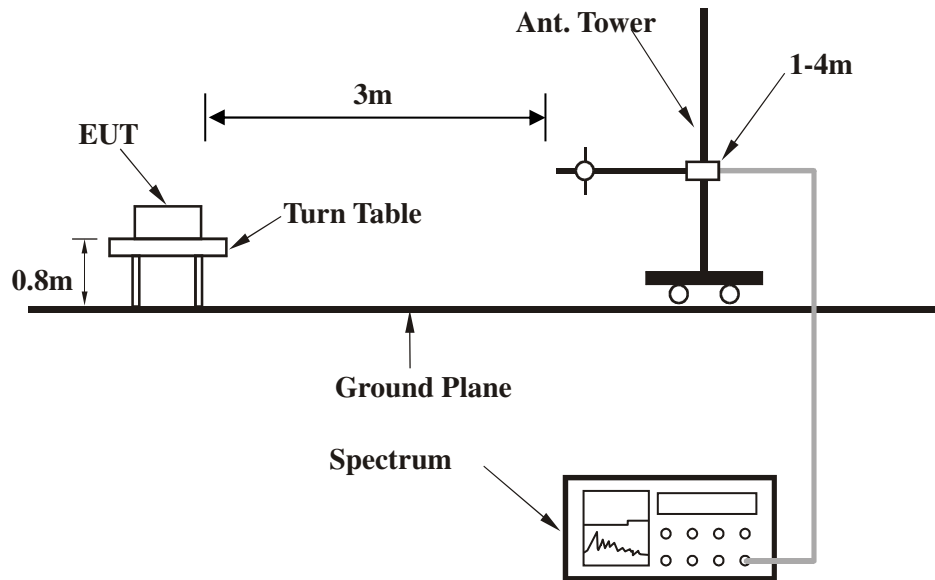 Ant. Tower
1-4m
3m
EUT
Turn Table
0.8m
Ground Plane
Spectrum